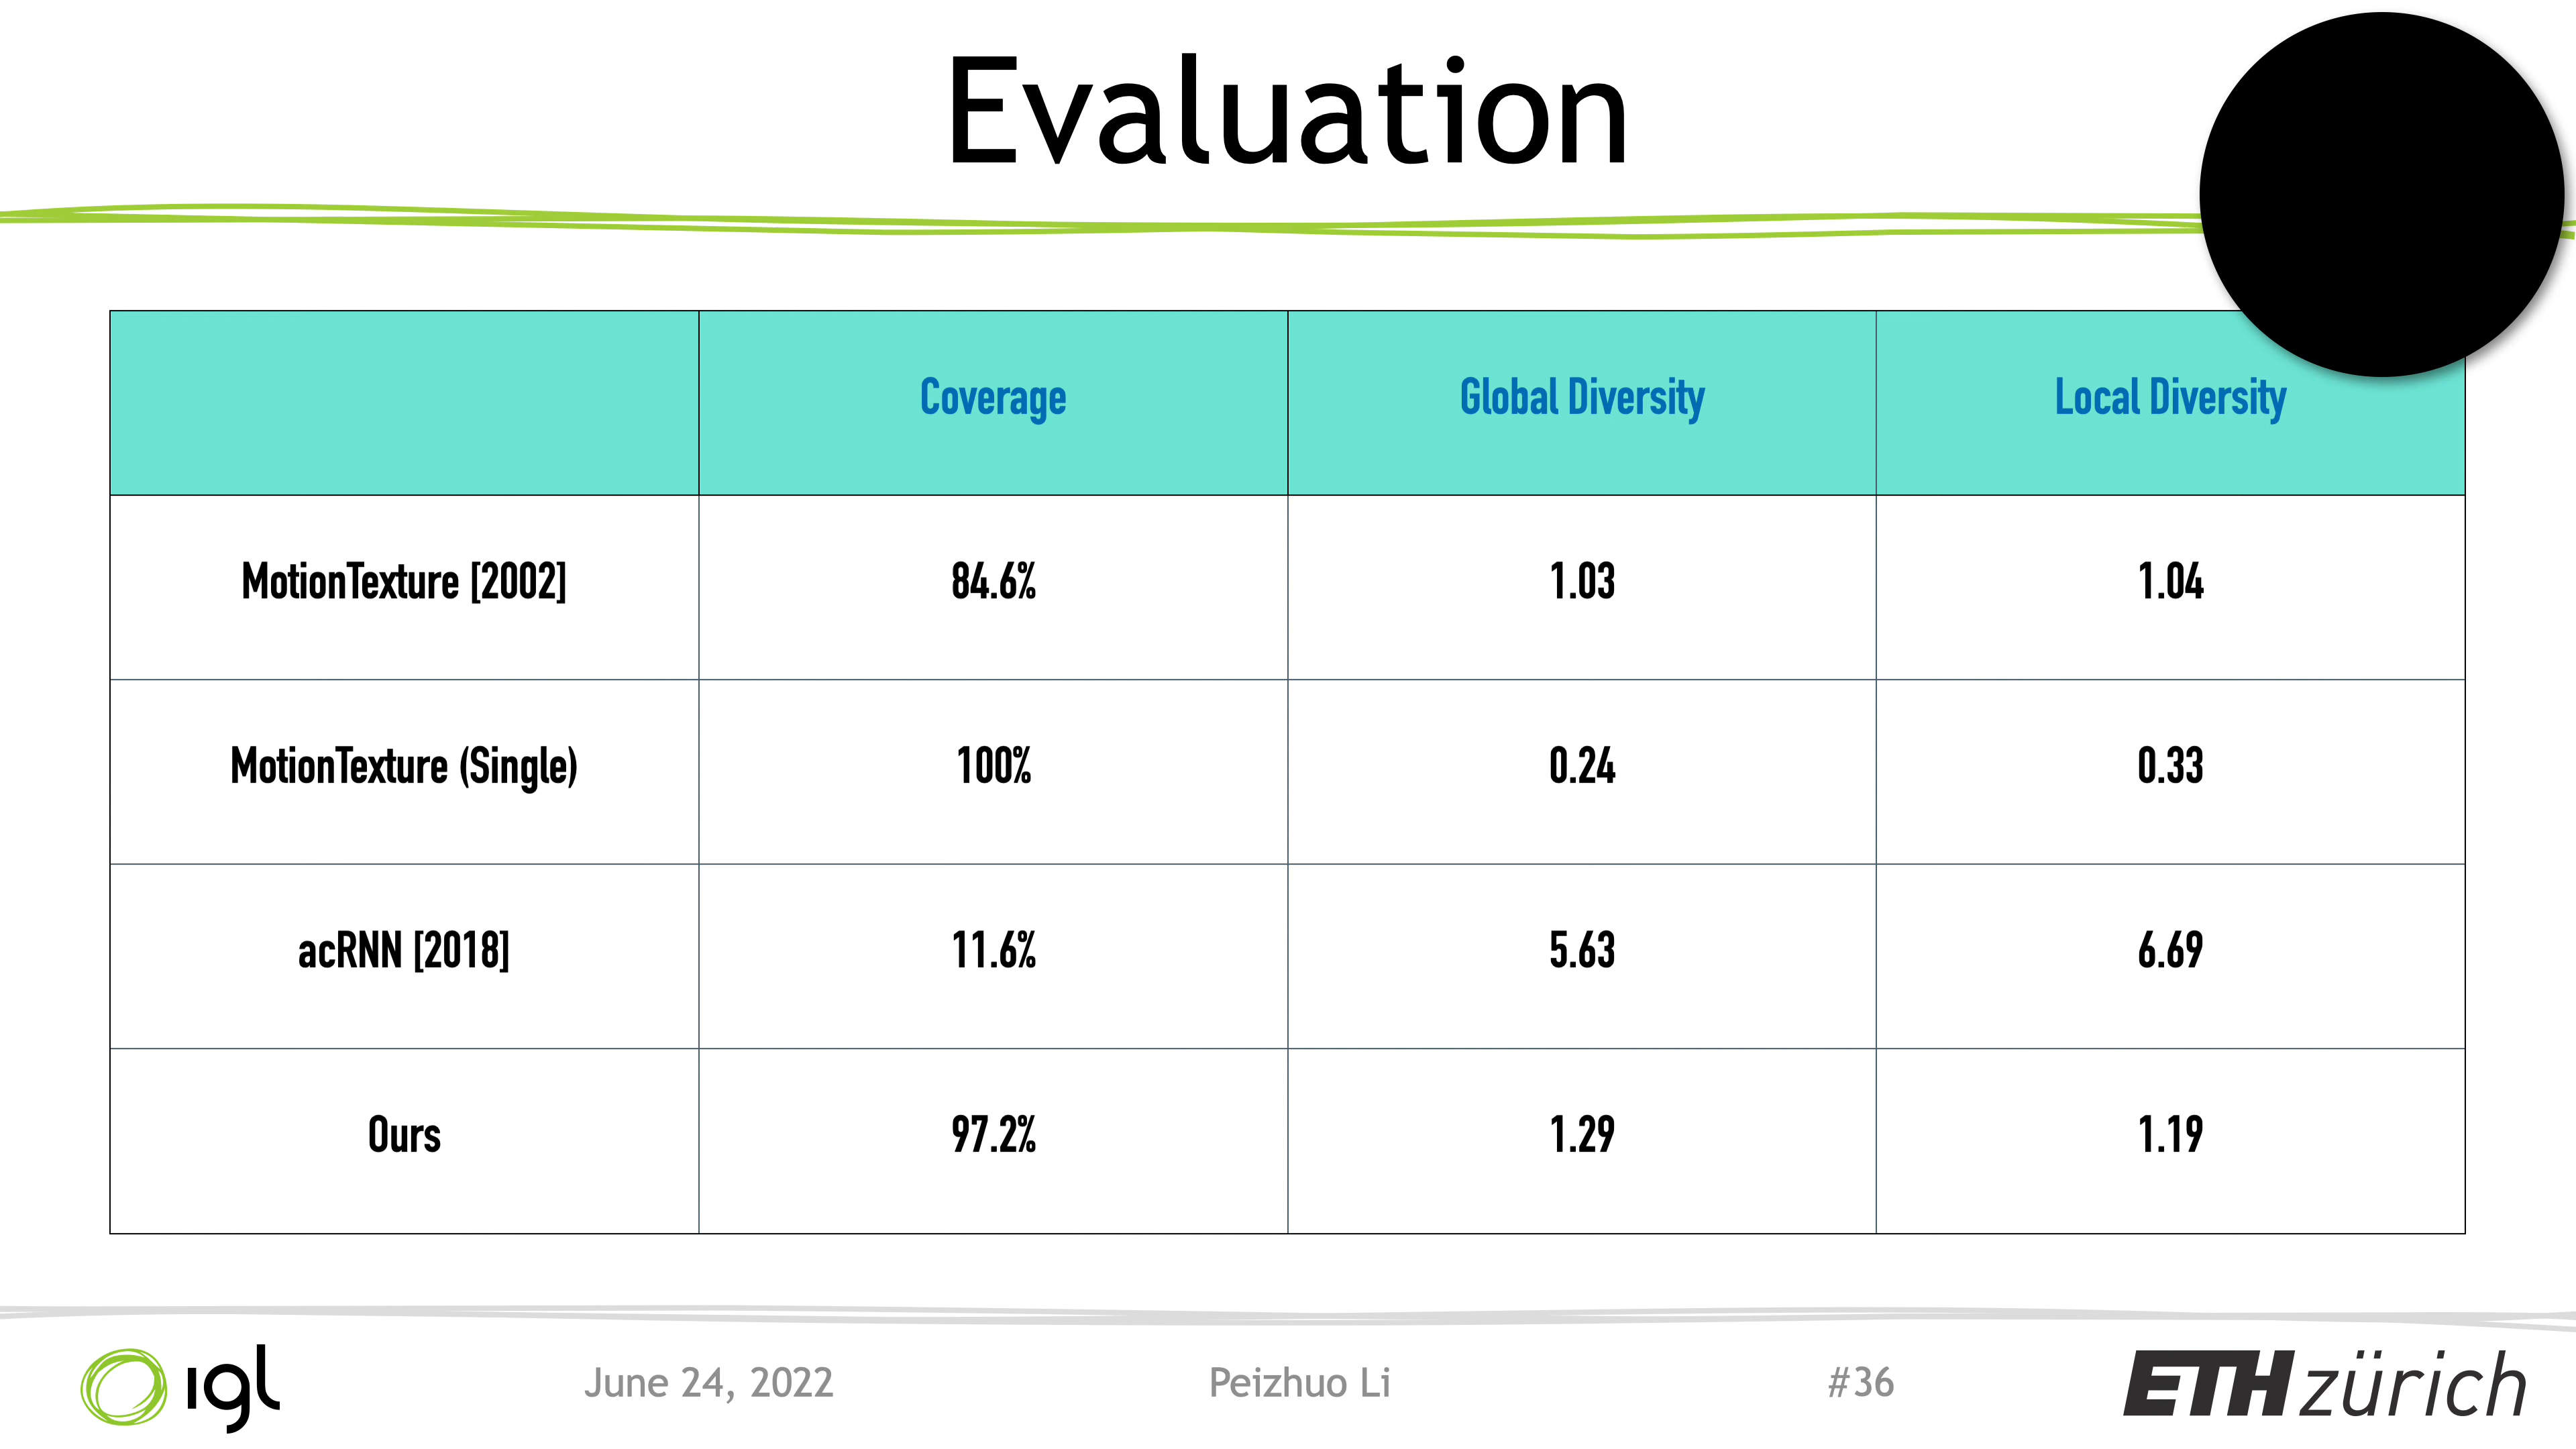 Evaluation
Coverage Global Diversity Local Diversity
MotionTexture [2002] 84.6% 1.03 1.04
MotionTexture (Single) 100% 0.24 0.33
acRNN [2018] 11.6% 5.63 6.69
Ours 97.2% 1.29 1.19
igl June 24, 2022 Peizhuo Li #36 ETH zürich